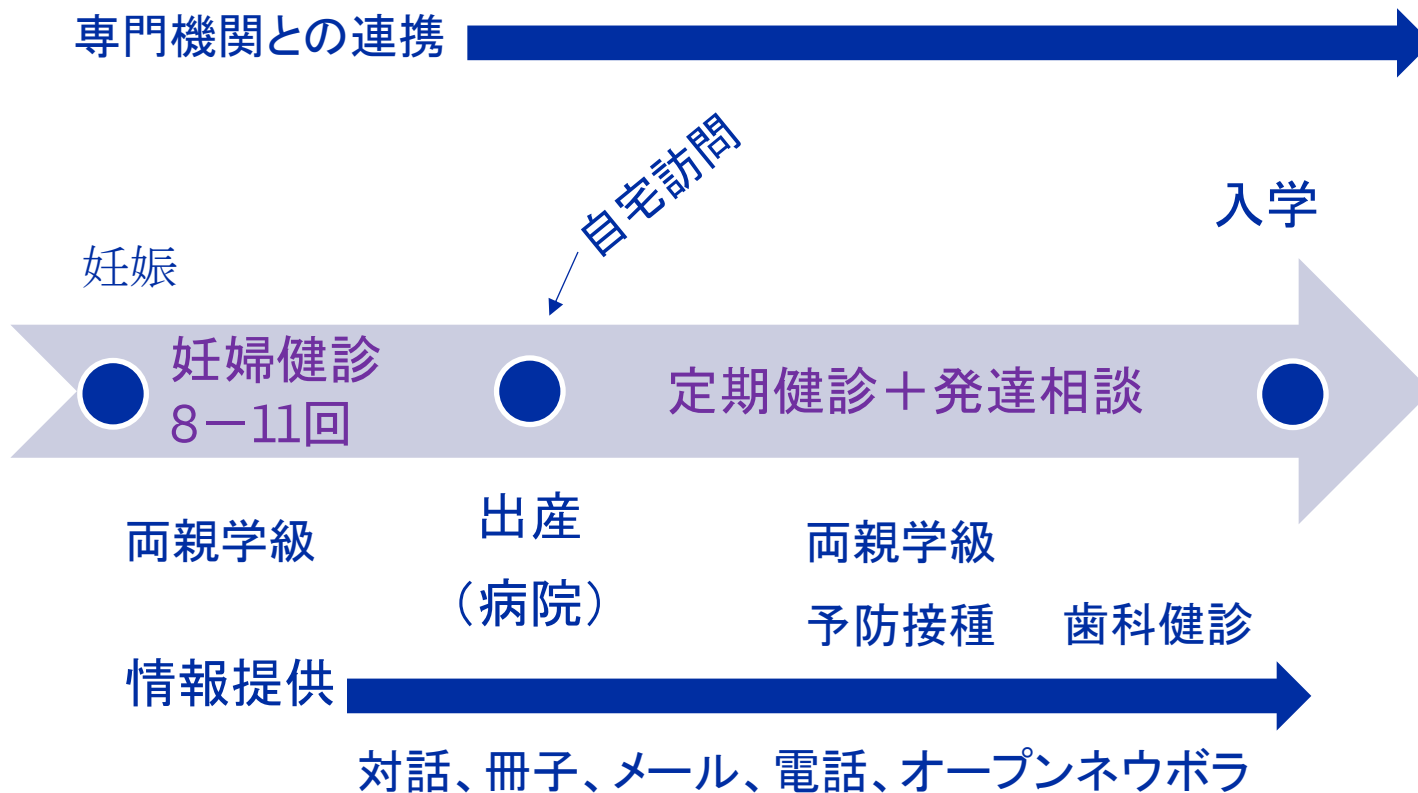 専門機関との連携
自宅訪問
入学
妊娠
妊婦健診
8－11回
定期健診＋発達相談
両親学級
出産
（病院）
両親学級
予防接種
歯科健診
情報提供
対話、冊子、メール、電話、オープンネウボラ